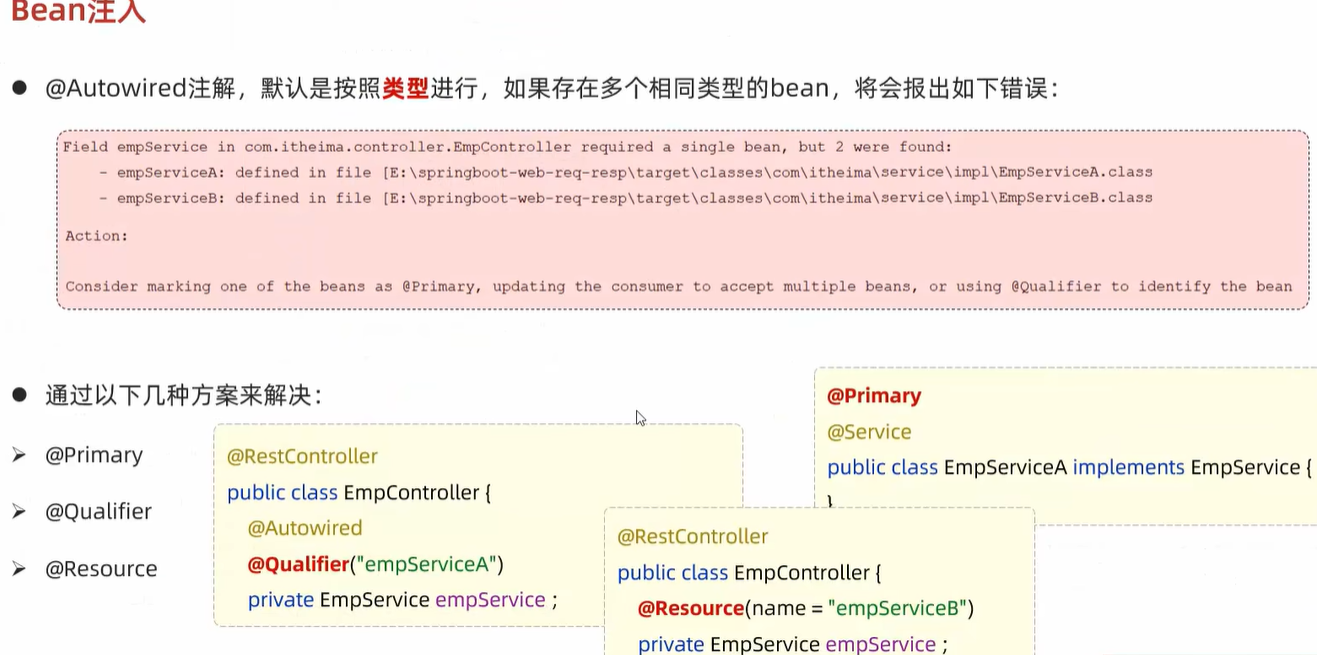 Bean注入
● @Autowired注解，默认是按照类型进行，如果存在多个相同类型的bean，将会报出如下错误：
Field empService in com.itheima.controller.EmpController required a single bean, but 2 were found:
- empServiceA: defined in file [E:\springboot-web-req-resp\target\classes\com\itheima\service\impl\EmpServiceA.class
- empServiceB: defined in file [E:\springboot-web-req-resp\target\classes\com\itheima\service\impl\EmpServiceB.class
Action:
Consider marking one of the beans as @Primary, updating the consumer to accept multiple beans, or using @Qualifier to identify the bean
● 通过以下几种方案来解决：
➢ @Primary
➢ @Qualifier
➢ @Resource
@RestController
public class EmpController {
@Autowired
@Qualifier("empServiceA")
private EmpService empService ;
@RestController
public class EmpController {
@Resource(name = "empServiceB")
private EmpService empService ;
@Primary
@Service
public class EmpServiceA implements EmpService {
}